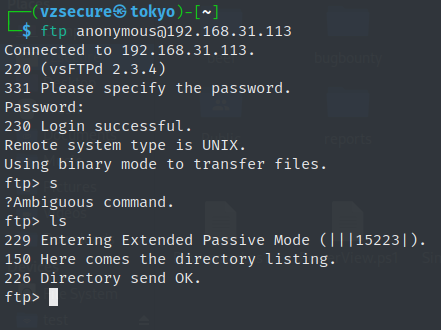 ┌──(vzsecure㉿tokyo)-[~]
└─$ ftp anonymous@192.168.31.113
Connected to 192.168.31.113.
220 (vsFTPd 2.3.4)
331 Please specify the password.
Password:
230 Login successful.
Remote system type is UNIX.
Using binary mode to transfer files.
ftp> s
?Ambiguous command.
ftp> ls
229 Entering Extended Passive Mode (|||15223|).
150 Here comes the directory listing.
226 Directory send OK.
ftp>
bugbounty
reports